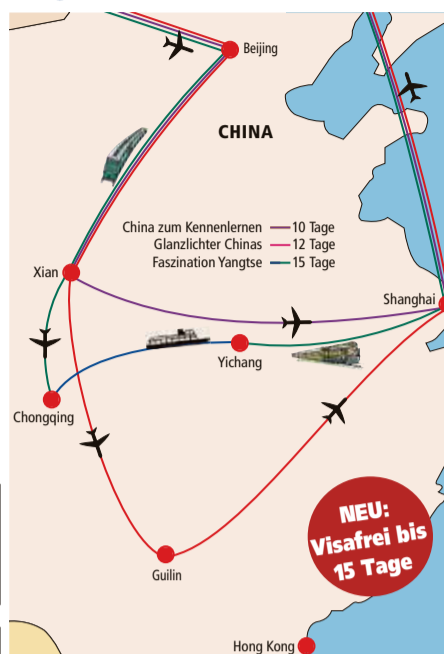 Beijing
CHINA
China zum Kennenlernen 10 Tage
Glanzlichter Chinas 12 Tage
Faszination Yangtse 15 Tage
Xian
Shanghai
Yichang
Chongqing
NEU:
Visafrei bis
15 Tage
Guilin
Hong Kong